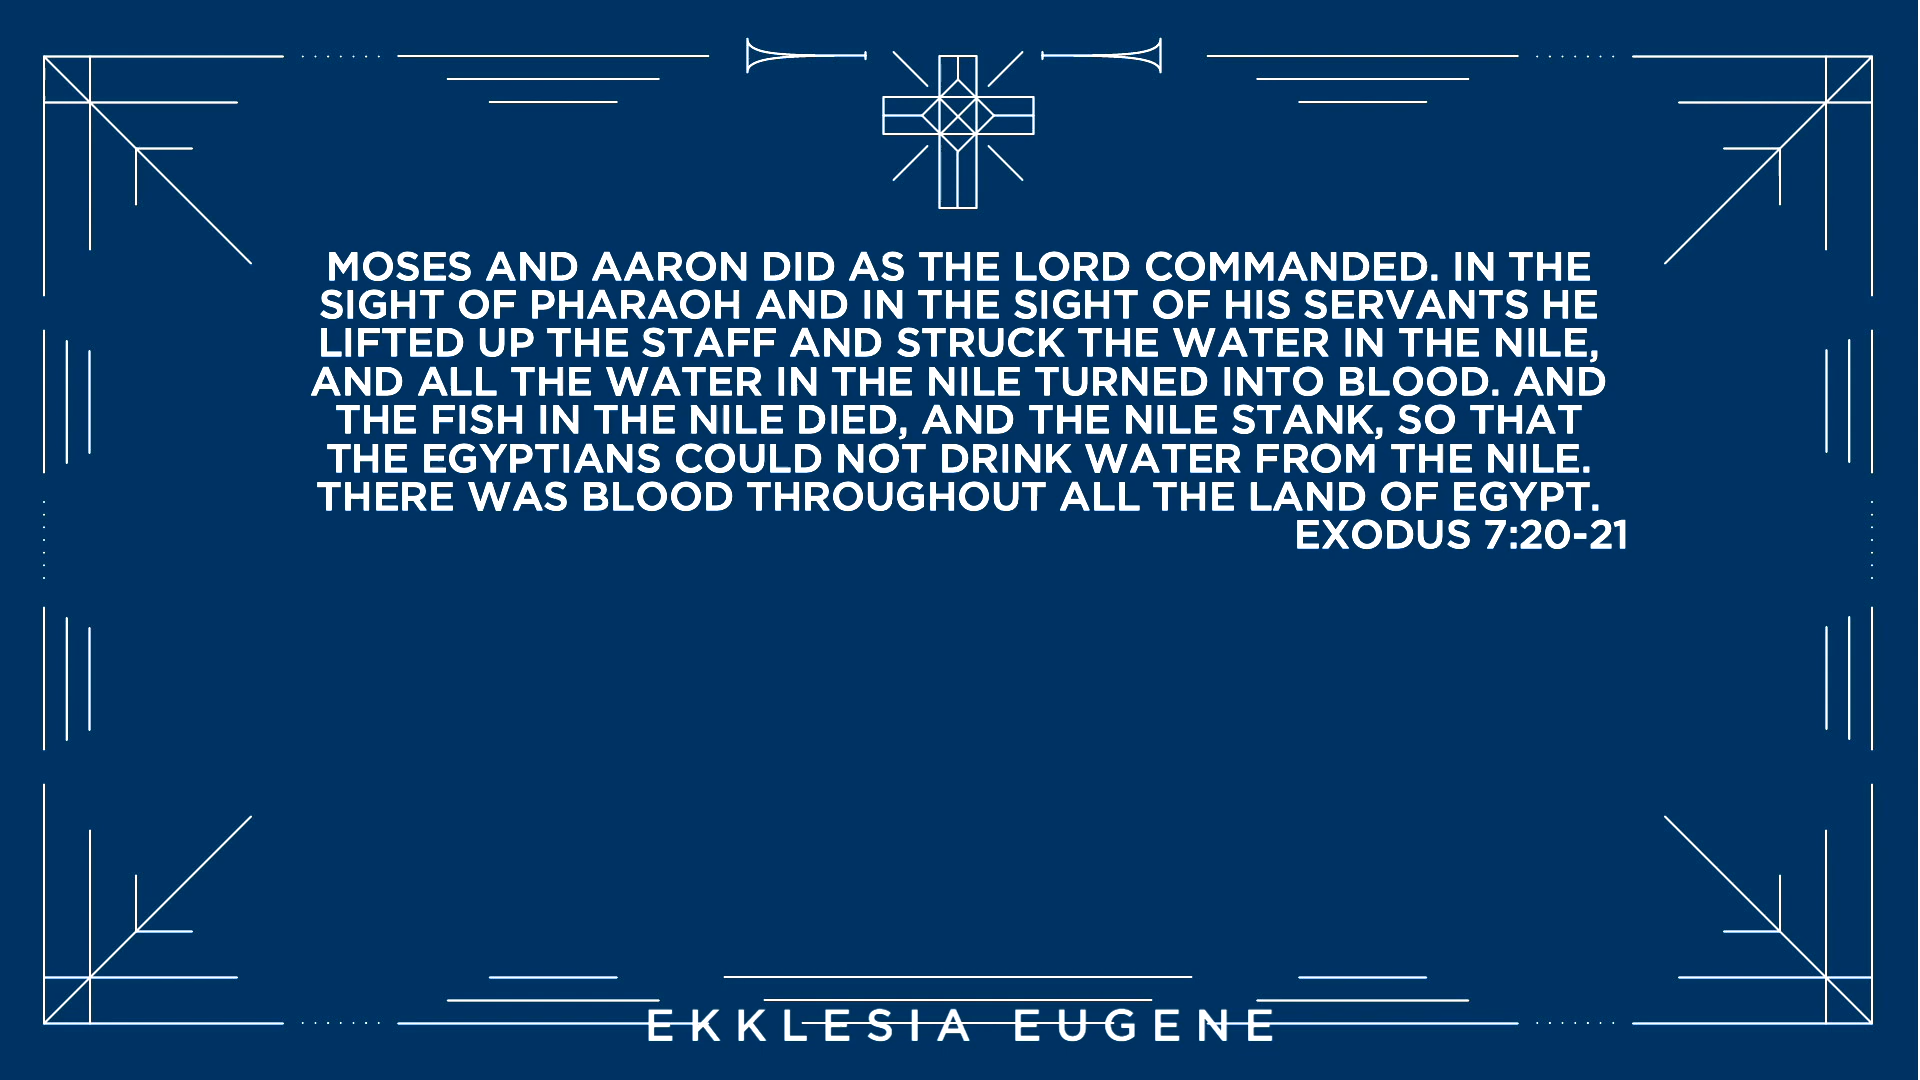 MOSES AND AARON DID AS THE LORD COMMANDED. IN THE
SIGHT OF PHARAOH AND IN THE SIGHT OF HIS SERVANTS HE
LIFTED UP THE STAFF AND STRUCK THE WATER IN THE NILE,
AND ALL THE WATER IN THE NILE TURNED INTO BLOOD. AND
THE FISH IN THE NILE DIED, AND THE NILE STANK, SO THAT
THE EGYPTIANS COULD NOT DRINK WATER FROM THE NILE.
THERE WAS BLOOD THROUGHOUT ALL THE LAND OF EGYPT.
EXODUS 7:20-21
EKKLESIA EUGENE